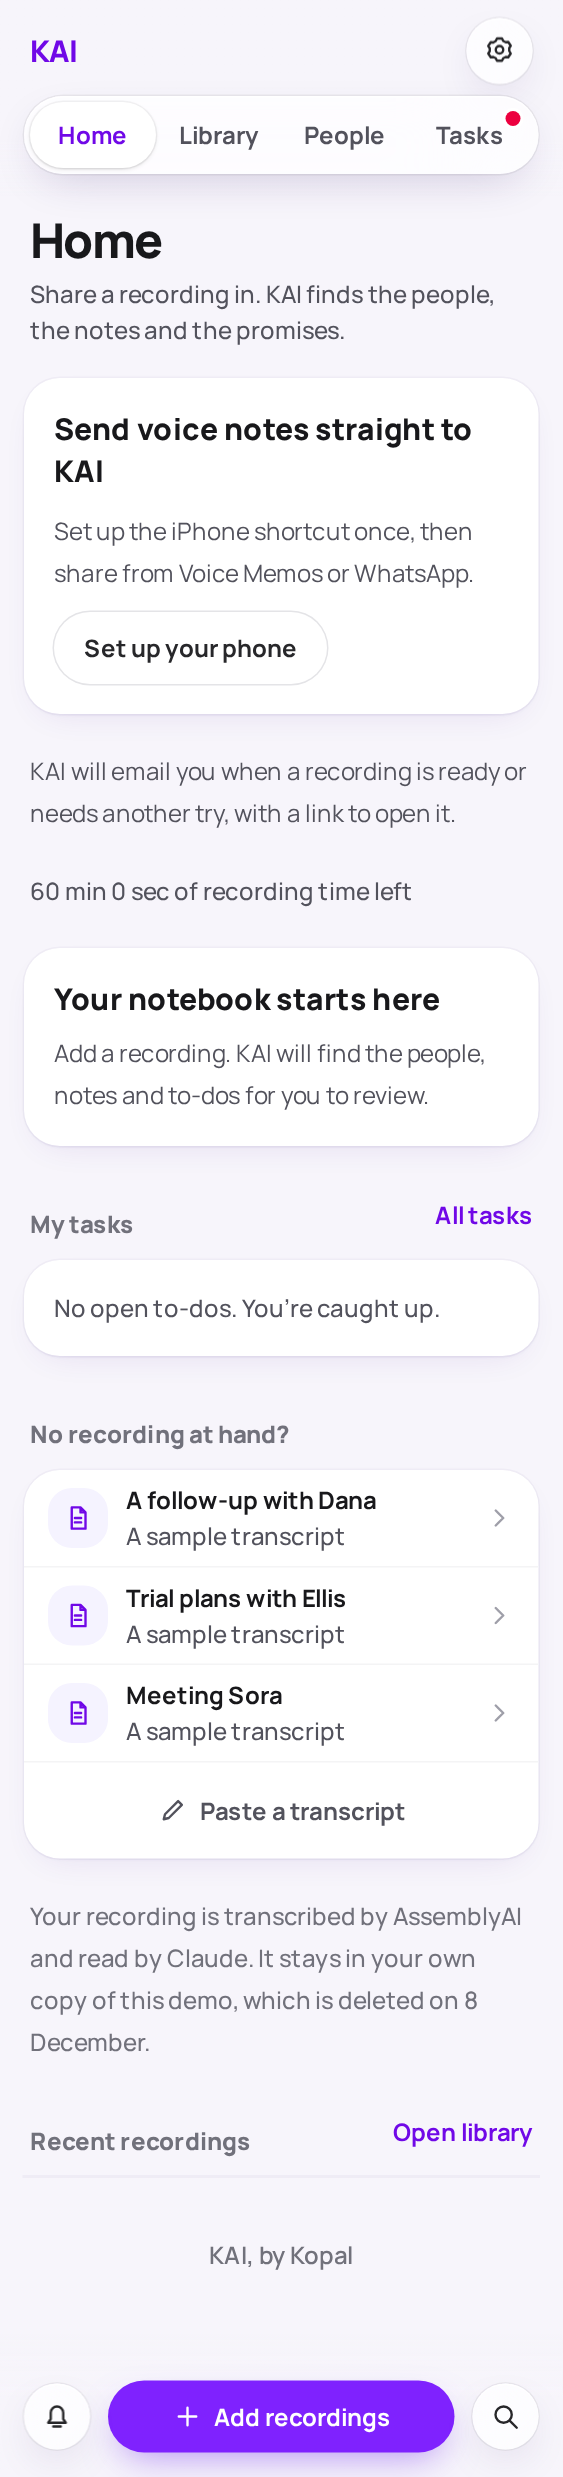 KAI
Home
Library
People
Tasks
Home
Share a recording in. KAI finds the people,
the notes and the promises.
Send voice notes straight to
KAI
Set up the iPhone shortcut once, then
share from Voice Memos or WhatsApp.
Set up your phone
KAI will email you when a recording is ready or
needs another try, with a link to open it.
60 min 0 sec of recording time left
Your notebook starts here
Add a recording. KAI will find the people,
notes and to-dos for you to review.
My tasks
All tasks
No open to-dos. You’re caught up.
No recording at hand?
A follow-up with Dana
A sample transcript
Trial plans with Ellis
A sample transcript
Meeting Sora
A sample transcript
Paste a transcript
Your recording is transcribed by AssemblyAI
and read by Claude. It stays in your own
copy of this demo, which is deleted on 8
December.
Recent recordings
Open library
KAI, by Kopal
Add recordings